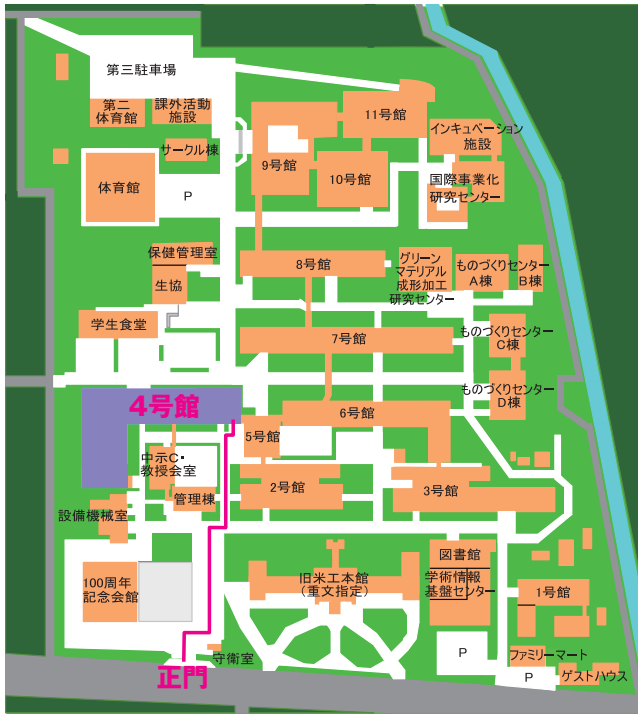 第三駐車場
第二
体育館
課外活動
施設
サークル棟
体育館
P
11号館
9号館
10号館
インキュベーション
施設
国際事業化
研究センター
保健管理室
生協
学生食堂
8号館
グリーン
マテリアル
成形加工
研究センター
ものづくりセンター
A棟
B棟
7号館
ものづくりセンター
C棟
ものづくりセンター
D棟
4号館
6号館
5号館
中示C・
教授会室
管理棟
設備機械室
2号館
3号館
100周年
記念会館
旧米工本館
(重文指定)
図書館
学術情報
基盤センター
1号館
守衛室
正門
P
ファミリーマート
P
ゲストハウス